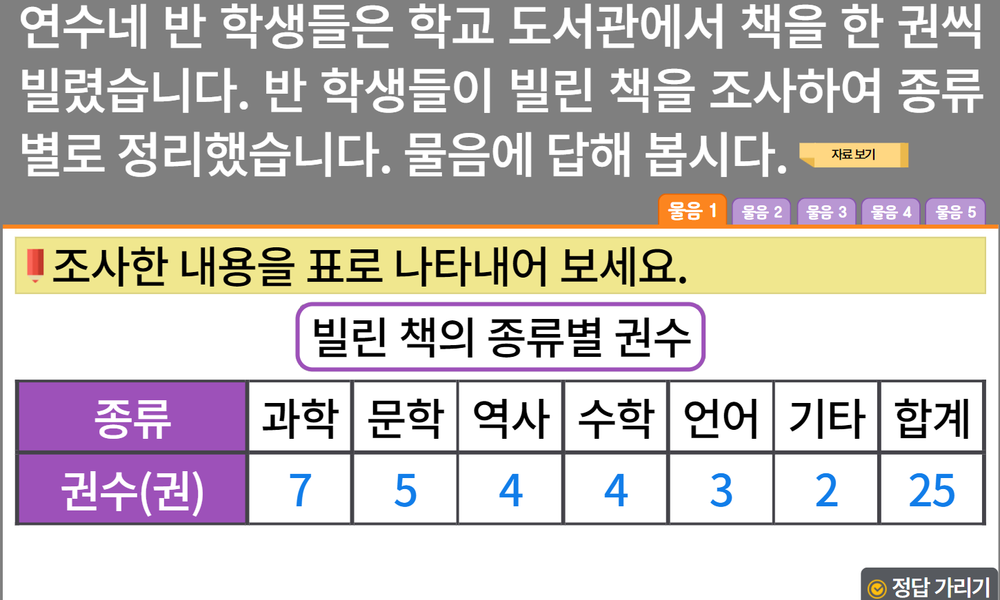 연수네 반 학생들은 학교 도서관에서 책을 한 권씩
빌렸습니다. 반 학생들이 빌린 책을 조사하여 종류
별로 정리했습니다. 물음에 답해 봅시다. 자료 보기
물음 1 물음 2 물음 3 물음 4 물음 5
조사한 내용을 표로 나타내어 보세요.
빌린 책의 종류별 권수
종류 과학 문학 역사 수학 언어 기타 합계
권수(권) 7 5 4 4 3 2 25
정답 가리기